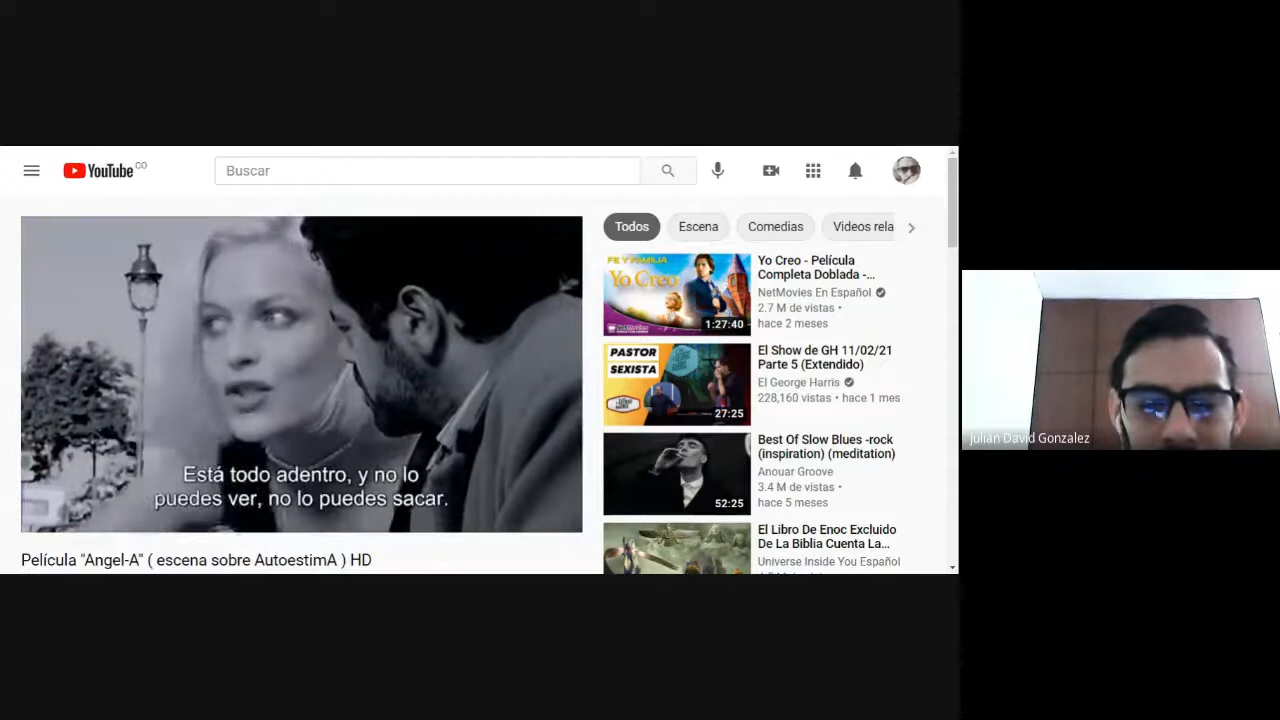 YouTube CO
Buscar
Todos
Escena
Comedias
Videos rela
Está todo adentro, y no lo
puedes ver, no lo puedes sacar.
Película "Angel-A" ( escena sobre AutoestimA ) HD
FE Y FAMILIA
Yo Creo
1:27:40
Yo Creo - Película
Completa Doblada -...
NetMovies En Español
2.7 M de vistas •
hace 2 meses
PASTOR
SEXISTA
27:25
El Show de GH 11/02/21
Parte 5 (Extendido)
El George Harris
228,160 vistas • hace 1 mes
52:25
Best Of Slow Blues -rock
(inspiration) (meditation)
Anouar Groove
3.4 M de vistas •
hace 5 meses
El Libro De Enoc Excluido
De La Biblia Cuenta La...
Universe Inside You Español
Julian David Gonzalez